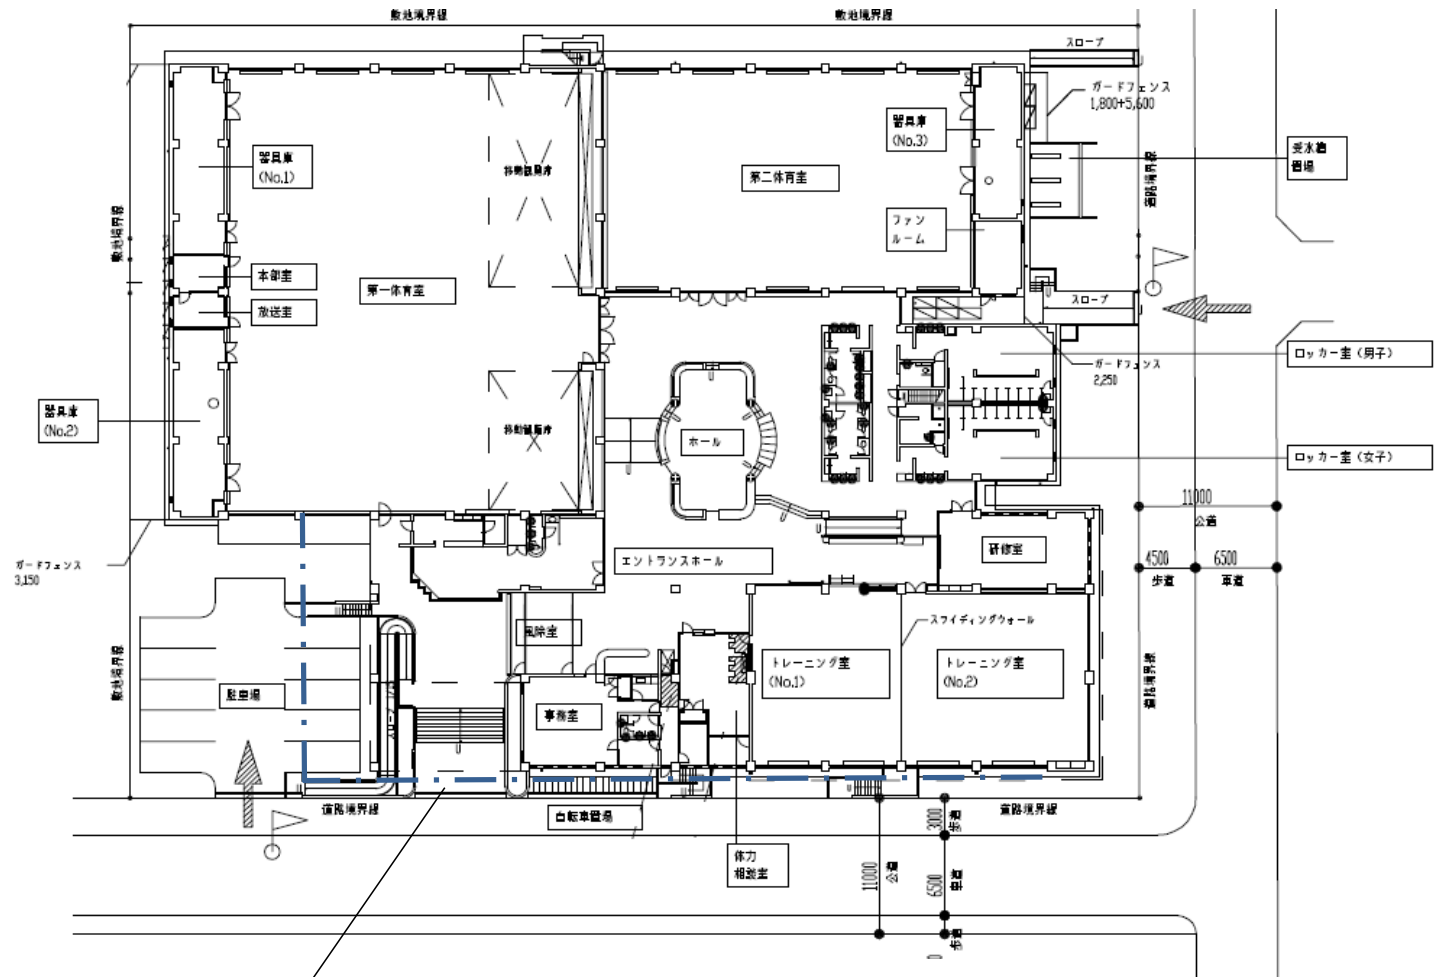 敷地境界線
敷地境界線
スロープ
ガードフェンス
1,800+5,600
器具庫
(No.3)
器具庫
(No.1)
受水槽
置場
移動観覧席
第二体育室
道路境界線
敷地境界線
ファン
ルーム
本部室
第一体育室
放送室
スロープ
ロッカー室（男子）
ガードフェンス
2,250
器具庫
(No.2)
移動観覧席
ホール
ロッカー室（女子）
11000
公道
研修室
エントランスホール
4500
6500
歩道
車道
ガードフェンス
3,150
スライディングウォール
風除室
トレーニング室
(No.1)
トレーニング室
(No.2)
敷地境界線
道路境界線
駐車場
事務室
道路境界線
自転車置場
道路境界線
3000
歩道
体力
相談室
11000
公道
6500
車道
歩道